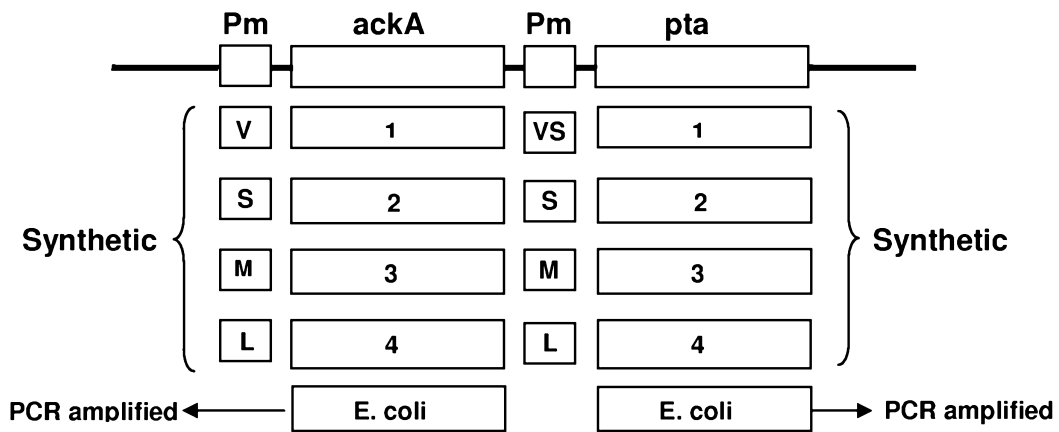 Pm ackA Pm pta
V 1 VS 1
S 2 S 2
Synthetic Synthetic
M 3 M 3
L 4 L 4
PCR amplified E. coli E. coli PCR amplified